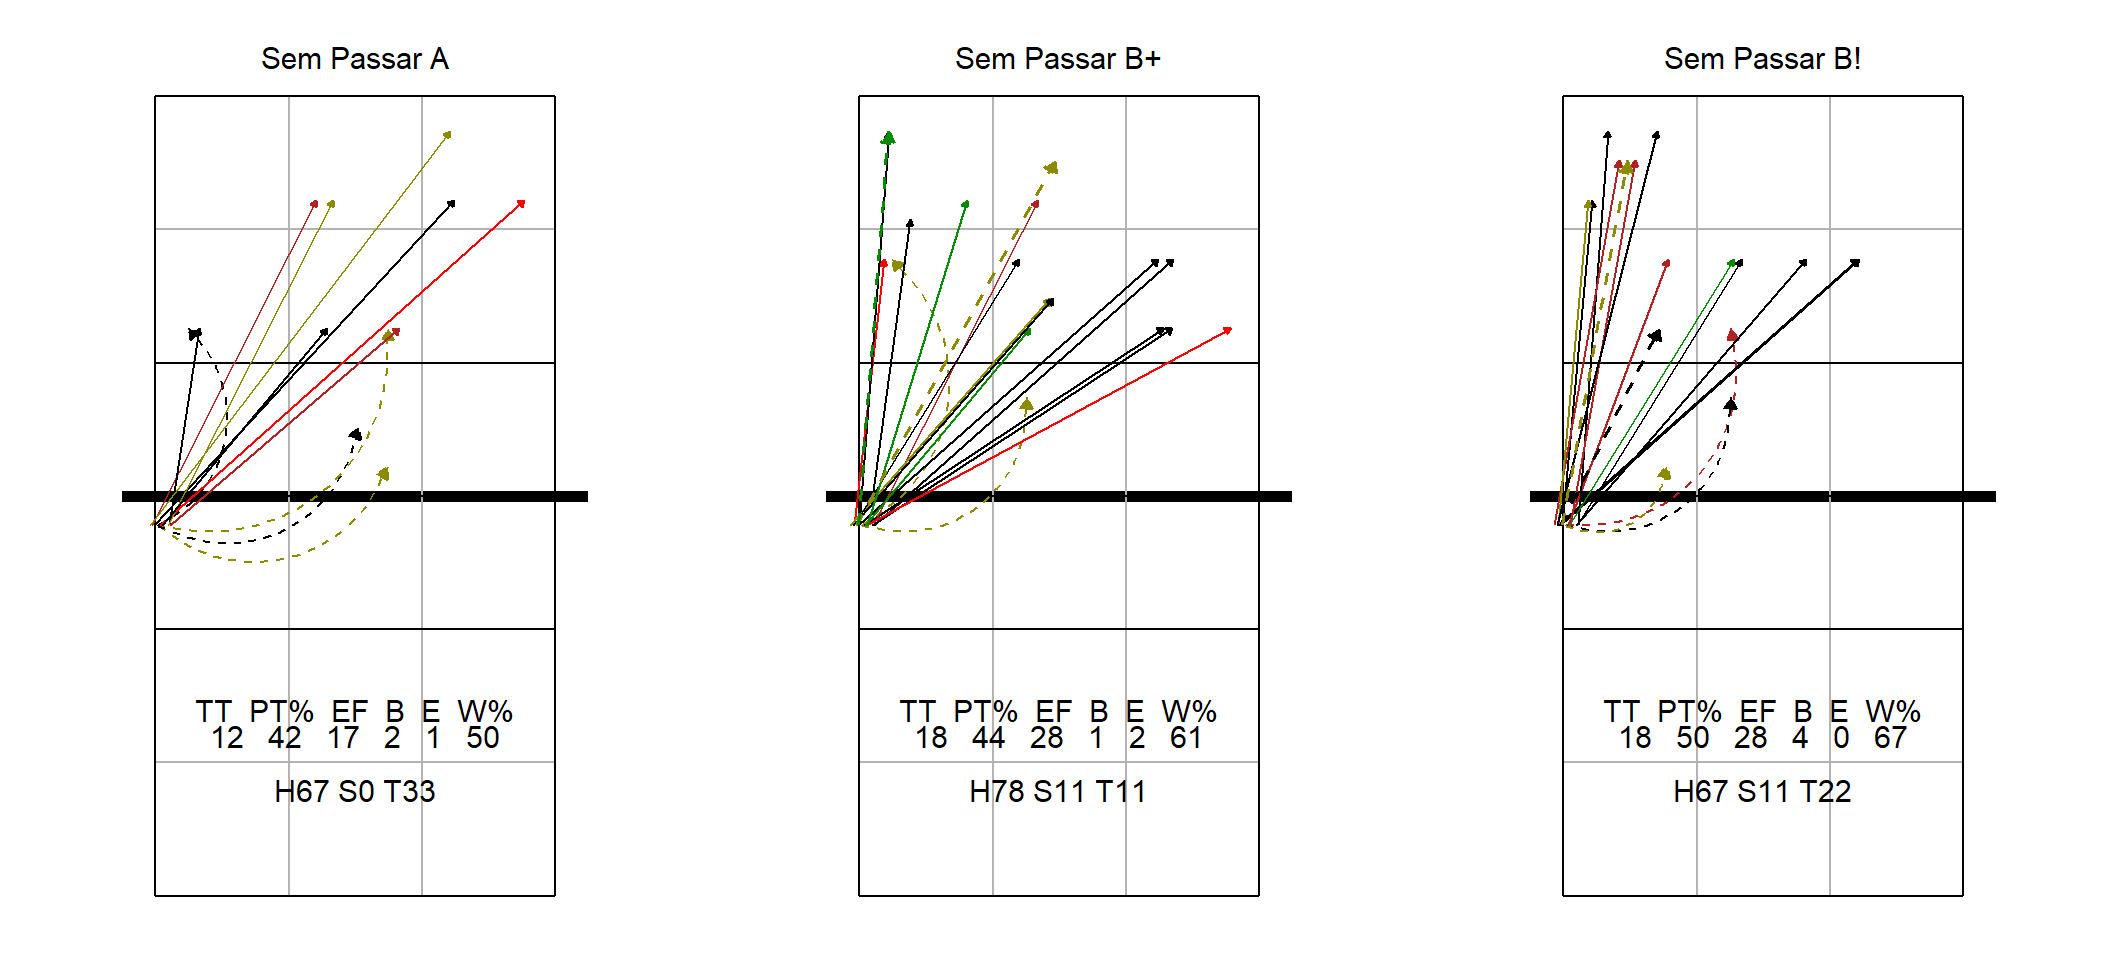 Sem Passar A
TT PT% EF B E W%
12 42 17 2 1 50
H67 S0 T33
Sem Passar B+
TT PT% EF B E W%
18 44 28 1 2 61
H78 S11 T11
Sem Passar B!
TT PT% EF B E W%
18 50 28 4 0 67
H67 S11 T22